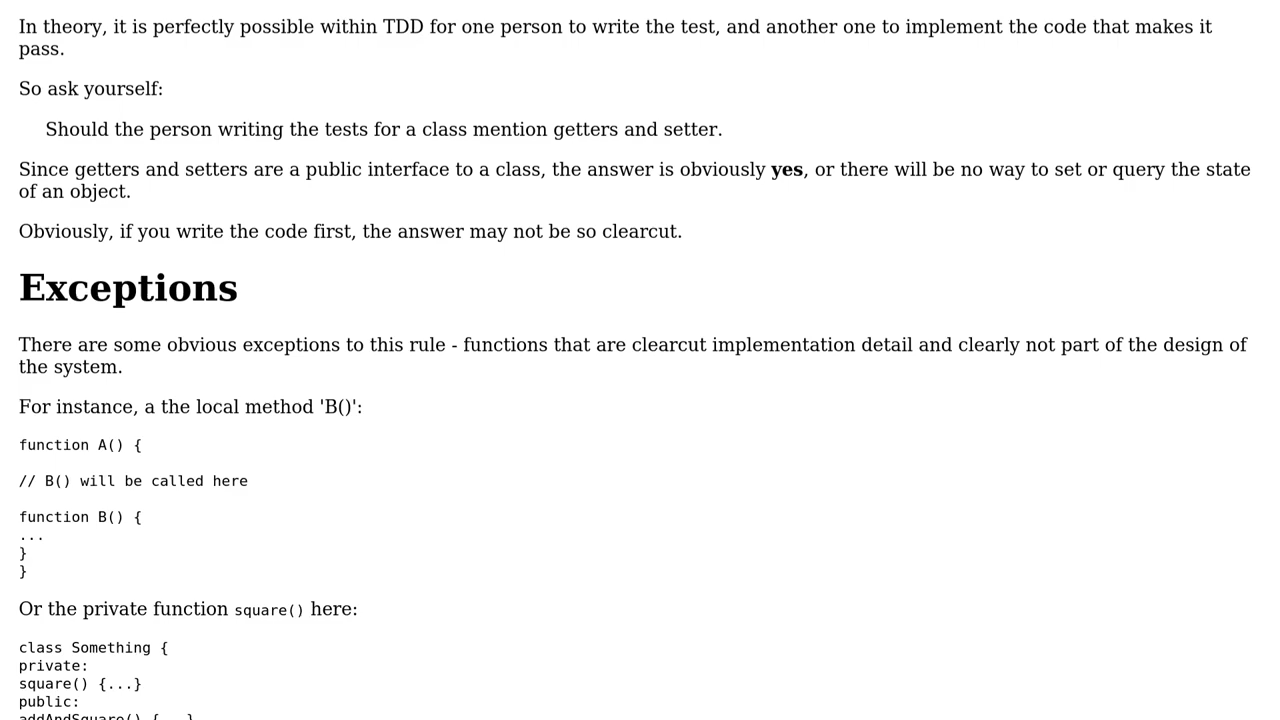 In theory, it is perfectly possible within TDD for one person to write the test, and another one to implement the code that makes it
pass.
So ask yourself:
Should the person writing the tests for a class mention getters and setter.
Since getters and setters are a public interface to a class, the answer is obviously yes, or there will be no way to set or query the state
of an object.
Obviously, if you write the code first, the answer may not be so clearcut.
Exceptions
There are some obvious exceptions to this rule - functions that are clearcut implementation detail and clearly not part of the design of
the system.
For instance, a the local method 'B()':
function A() {
// B() will be called here
function B() {
...
}
}
Or the private function square() here:
class Something {
private:
square() {...}
public:
addAndSquare() {...}